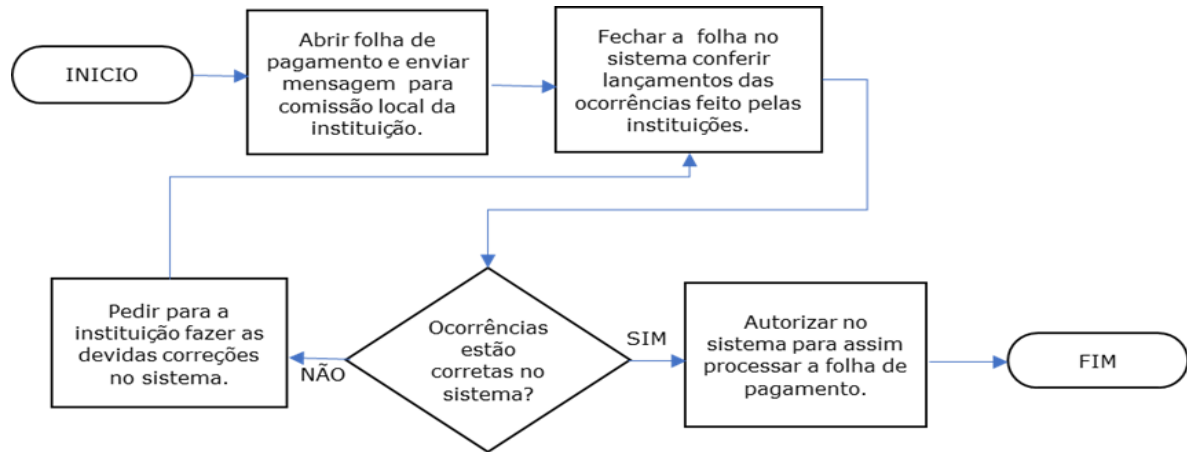 INICIO
Abrir folha de
pagamento e enviar
mensagem para
comissão local da
instituição.
Fechar a folha no
sistema conferir
lançamentos das
ocorrências feito pelas
instituições.
Pedir para a
instituição fazer as
devidas correções
no sistema.
NÃO
Ocorrências
estão
corretas no
sistema?
SIM
Autorizar no
sistema para assim
processar a folha de
pagamento.
FIM